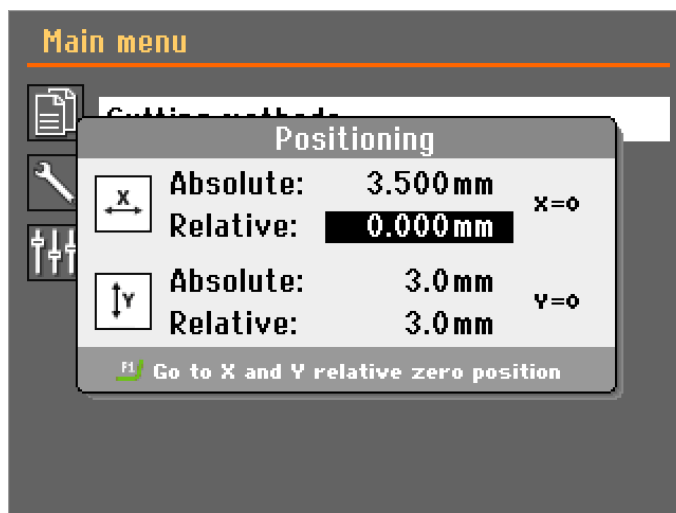 Main menu
Positioning
X
Absolute: 3.500mm
Relative: 0.000mm
X=0
Y
Absolute: 3.0mm
Relative: 3.0mm
Y=0
F1 Go to X and Y relative zero position